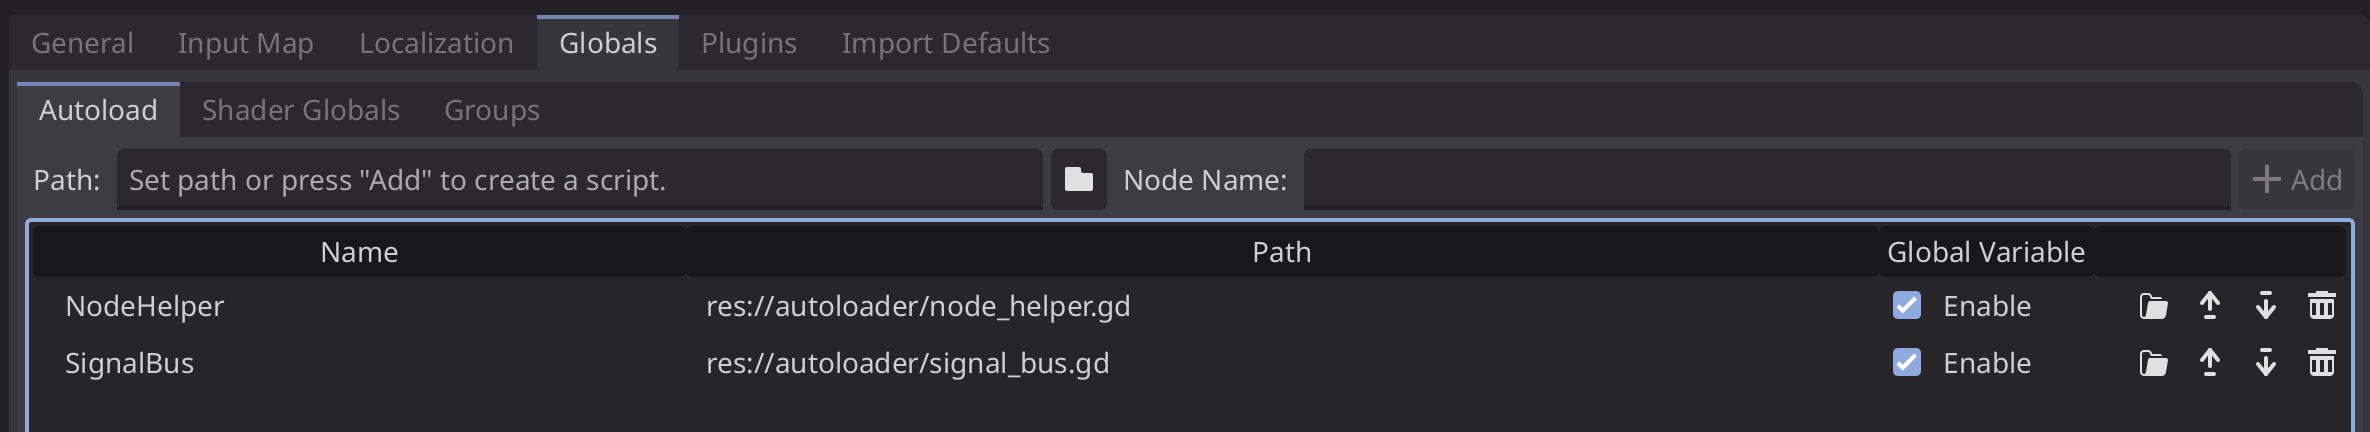 General Input Map Localization Globals Plugins Import Defaults
Autoload Shader Globals Groups
Path: Set path or press "Add" to create a script. Node Name: Add
Name Path Global Variable
NodeHelper res://autoloader/node_helper.gd Enable
SignalBus res://autoloader/signal_bus.gd Enable